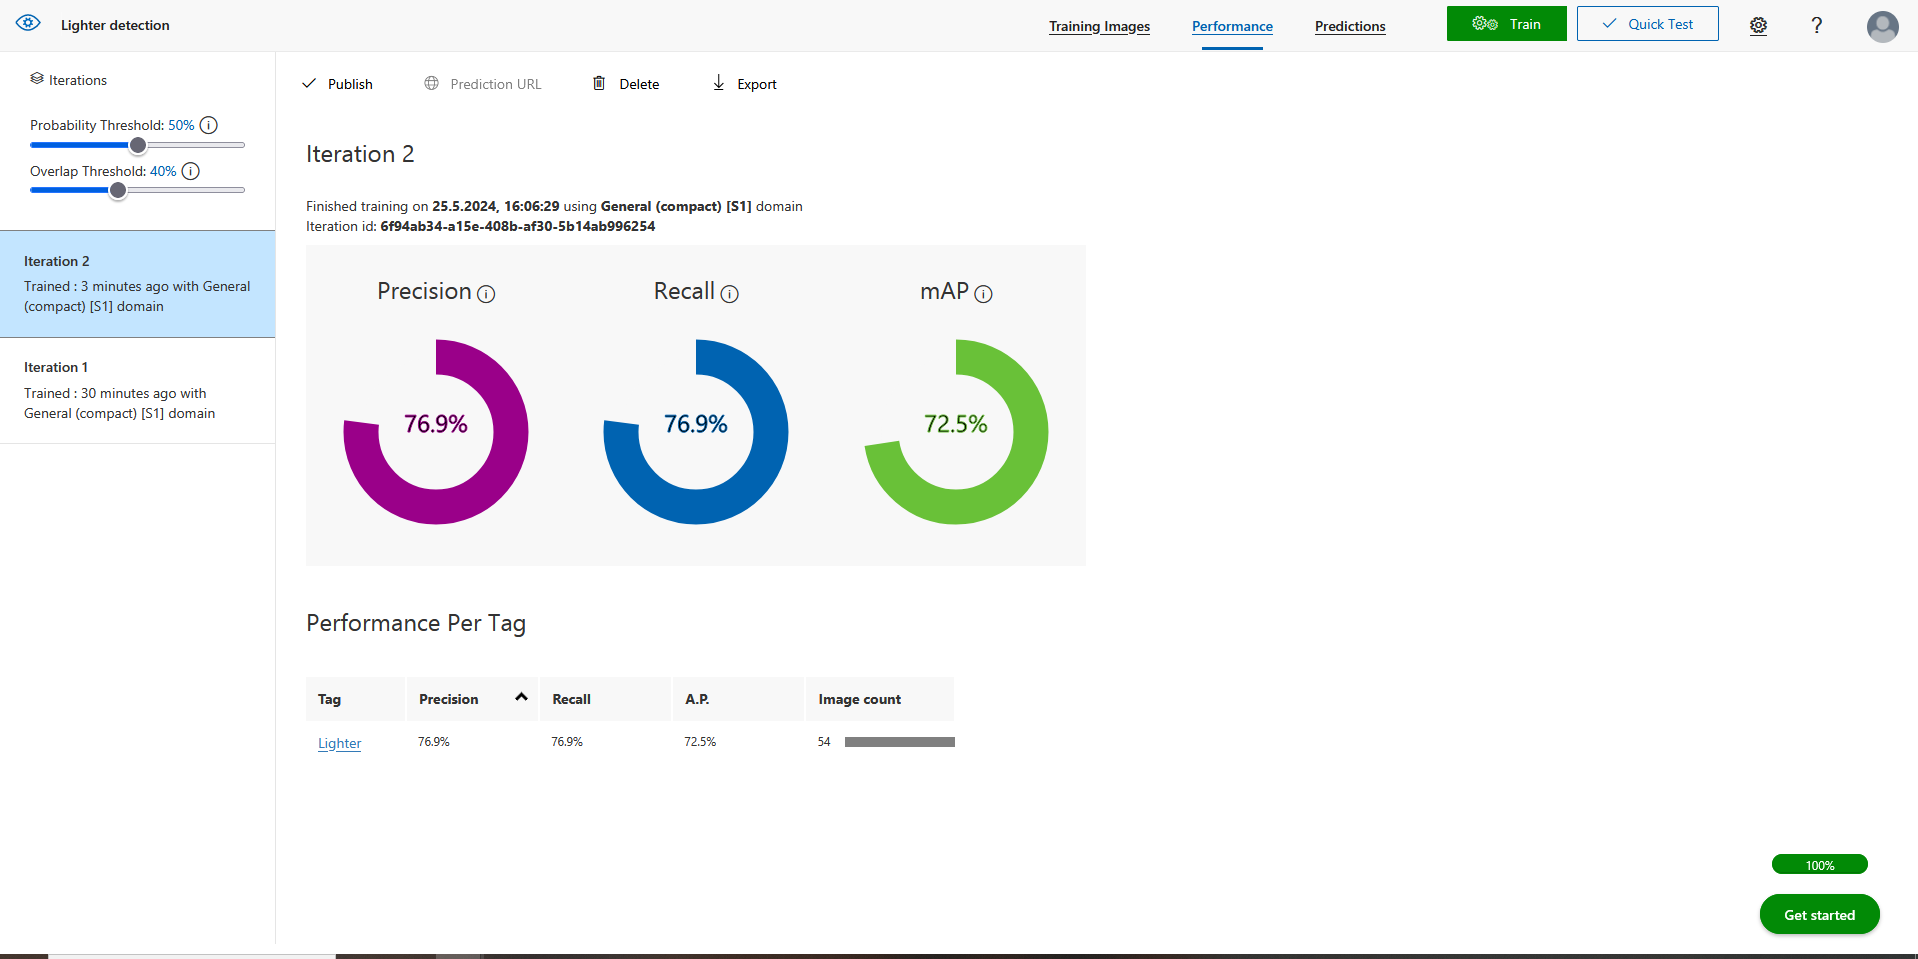 Lighter detection
Training Images
Performance
Predictions
Train
Quick Test
?
Iterations
Probability Threshold: 50%
Overlap Threshold: 40%
Iteration 2
Trained : 3 minutes ago with General
(compact) [S1] domain
Iteration 1
Trained : 30 minutes ago with
General (compact) [S1] domain
Publish
Prediction URL
Delete
Export
Iteration 2
Finished training on 25.5.2024, 16:06:29 using General (compact) [S1] domain
Iteration id: 6f94ab34-a15e-408b-af30-5b14ab996254
Precision
Recall
mAP
76.9%
76.9%
72.5%
Performance Per Tag
Tag Precision Recall A.P. Image count
Lighter 76.9% 76.9% 72.5% 54
100%
Get started